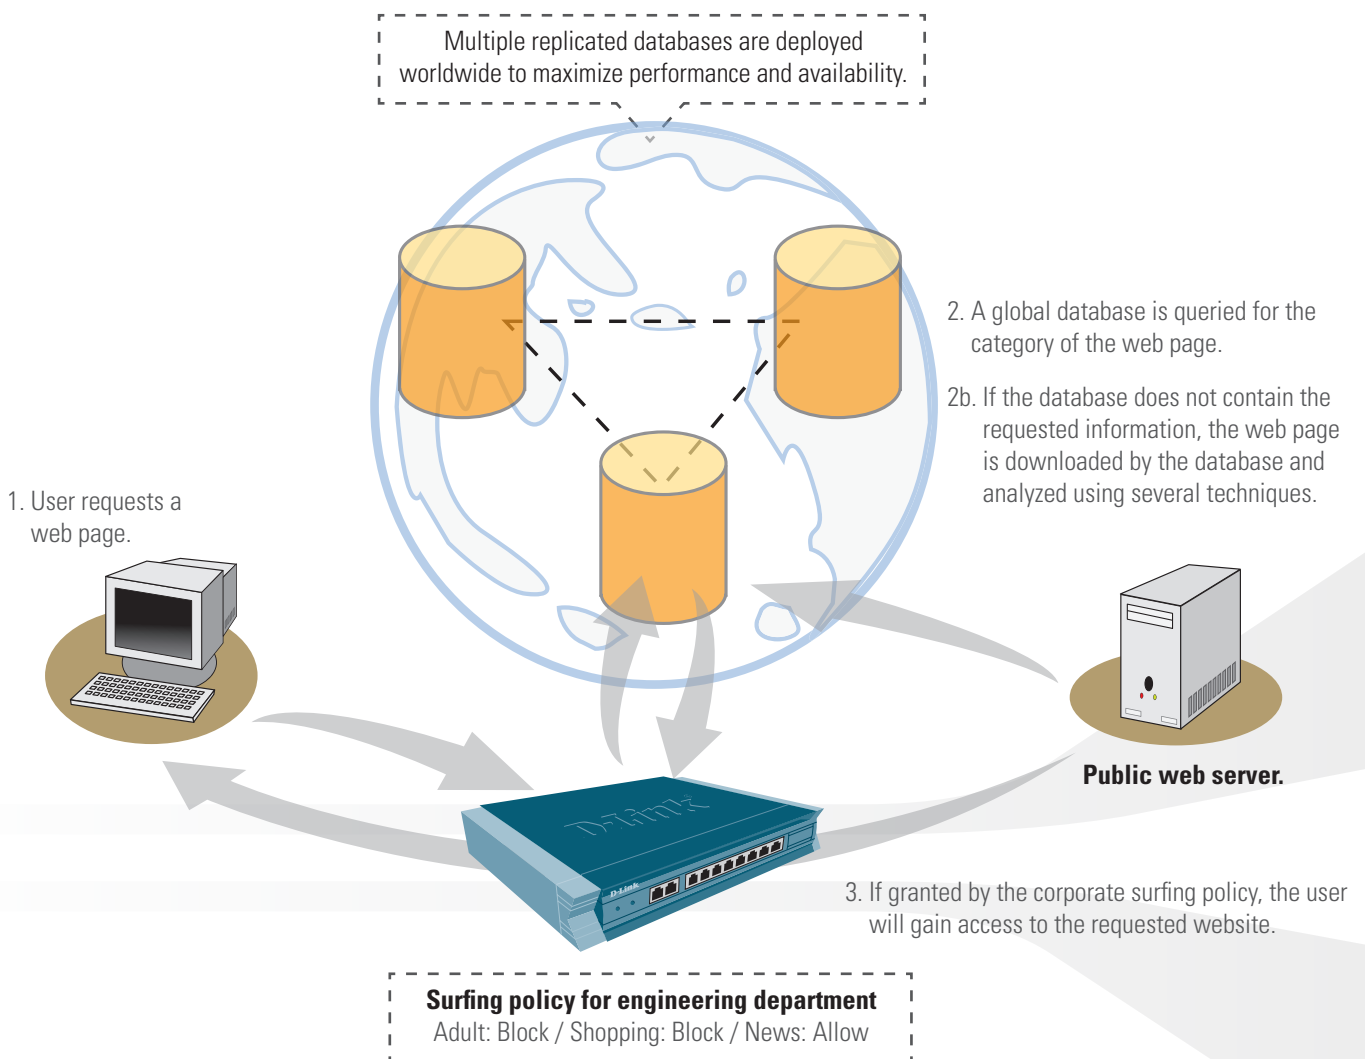 Multiple replicated databases are deployed
worldwide to maximize performance and availability.
2. A global database is queried for the
category of the web page.
2b. If the database does not contain the
requested information, the web page
is downloaded by the database and
analyzed using several techniques.
1. User requests a
web page.
Public web server.
D-Link
D-Link
3. If granted by the corporate surfing policy, the user
will gain access to the requested website.
Surfing policy for engineering department
Adult: Block / Shopping: Block / News: Allow